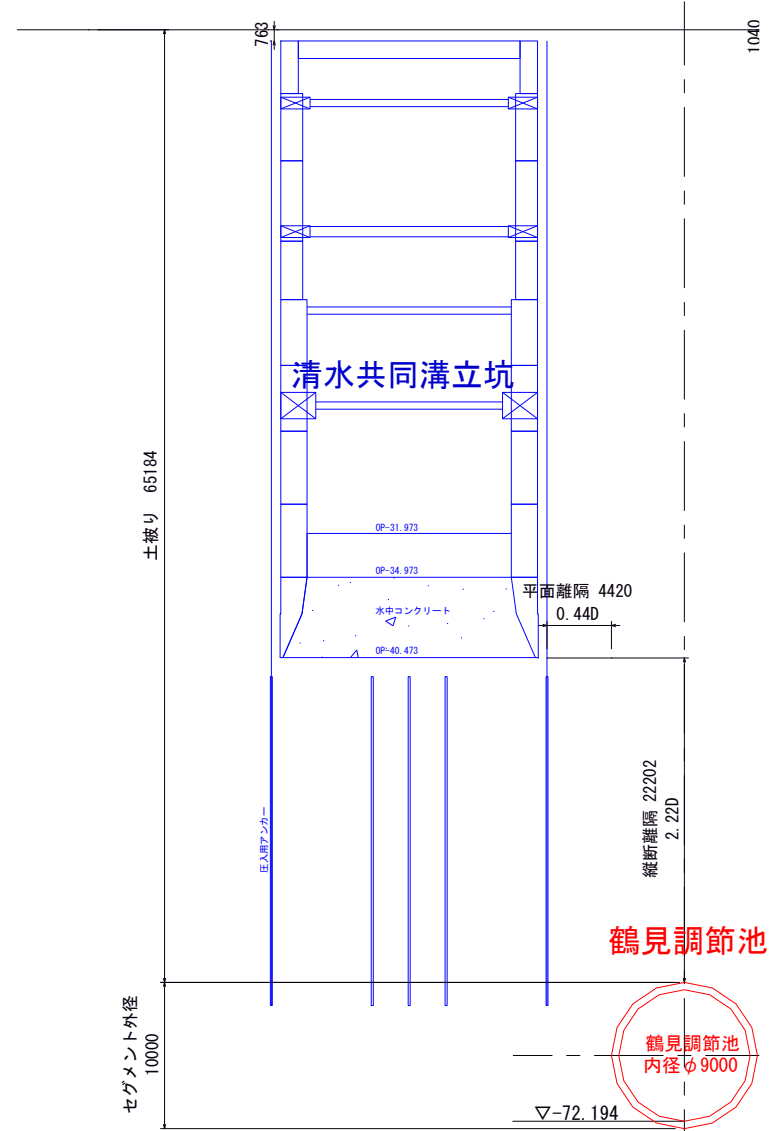 763
1040
土被り 65184
清水共同溝立坑
OP-31.973
OP-34.973
水中コンクリート
OP-40.473
平面離隔 4420
0.44D
縦断離隔 22202
2.22D
圧入用アンカー
鶴見調節池
セグメント外径
10000
鶴見調節池
内径φ9000
▽-72.194